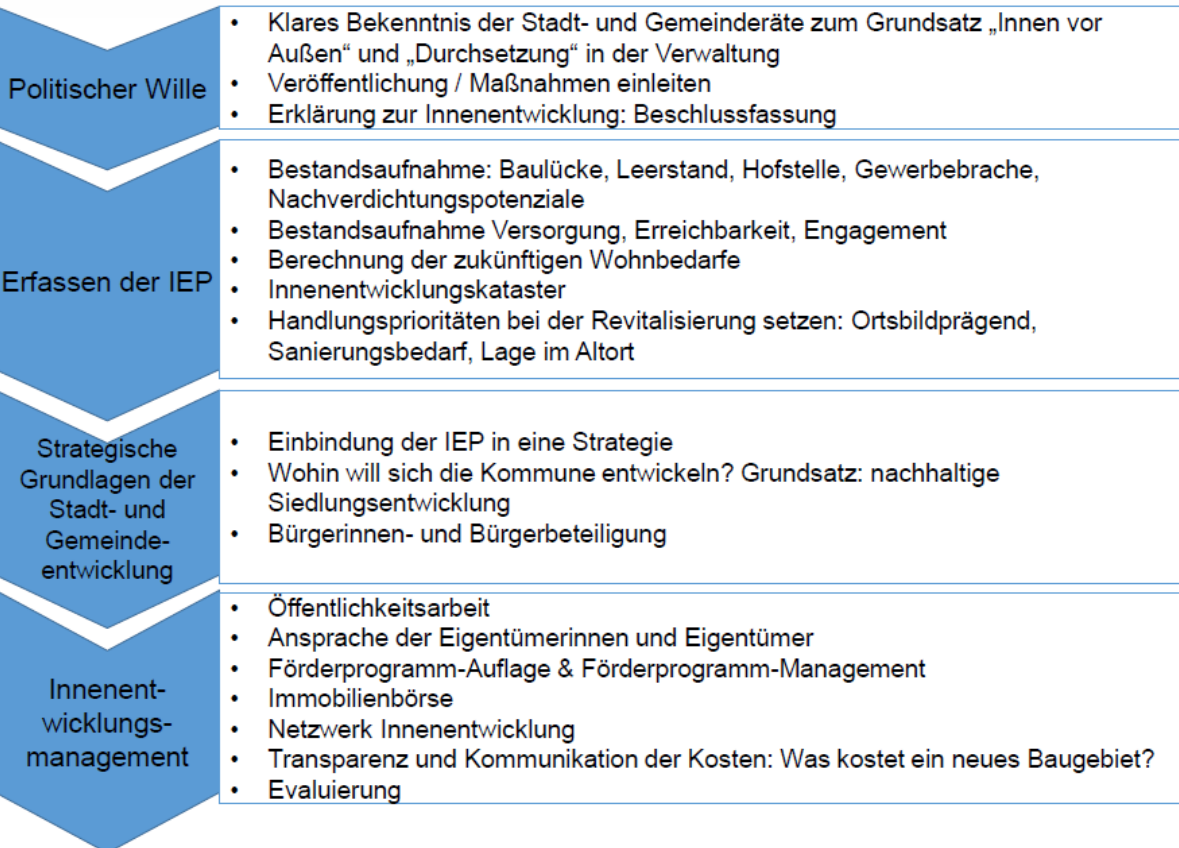 Politischer Wille
• Klares Bekenntnis der Stadt- und Gemeinderäte zum Grundsatz „Innen vor
Außen“ und „Durchsetzung“ in der Verwaltung
• Veröffentlichung / Maßnahmen einleiten
• Erklärung zur Innenentwicklung: Beschlussfassung
Erfassen der IEP
• Bestandsaufnahme: Baulücke, Leerstand, Hofstelle, Gewerbebrache,
Nachverdichtungspotenziale
• Bestandsaufnahme Versorgung, Erreichbarkeit, Engagement
• Berechnung der zukünftigen Wohnbedarfe
• Innenentwicklungskataster
• Handlungsprioritäten bei der Revitalisierung setzen: Ortsbildprägend,
Sanierungsbedarf, Lage im Altort
Strategische
Grundlagen der
Stadt- und
Gemeinde-
entwicklung
• Einbindung der IEP in eine Strategie
• Wohin will sich die Kommune entwickeln? Grundsatz: nachhaltige
Siedlungsentwicklung
• Bürgerinnen- und Bürgerbeteiligung
Innenent-
wicklungs-
management
• Öffentlichkeitsarbeit
• Ansprache der Eigentümerinnen und Eigentümer
• Förderprogramm-Auflage & Förderprogramm-Management
• Immobilienbörse
• Netzwerk Innenentwicklung
• Transparenz und Kommunikation der Kosten: Was kostet ein neues Baugebiet?
• Evaluierung